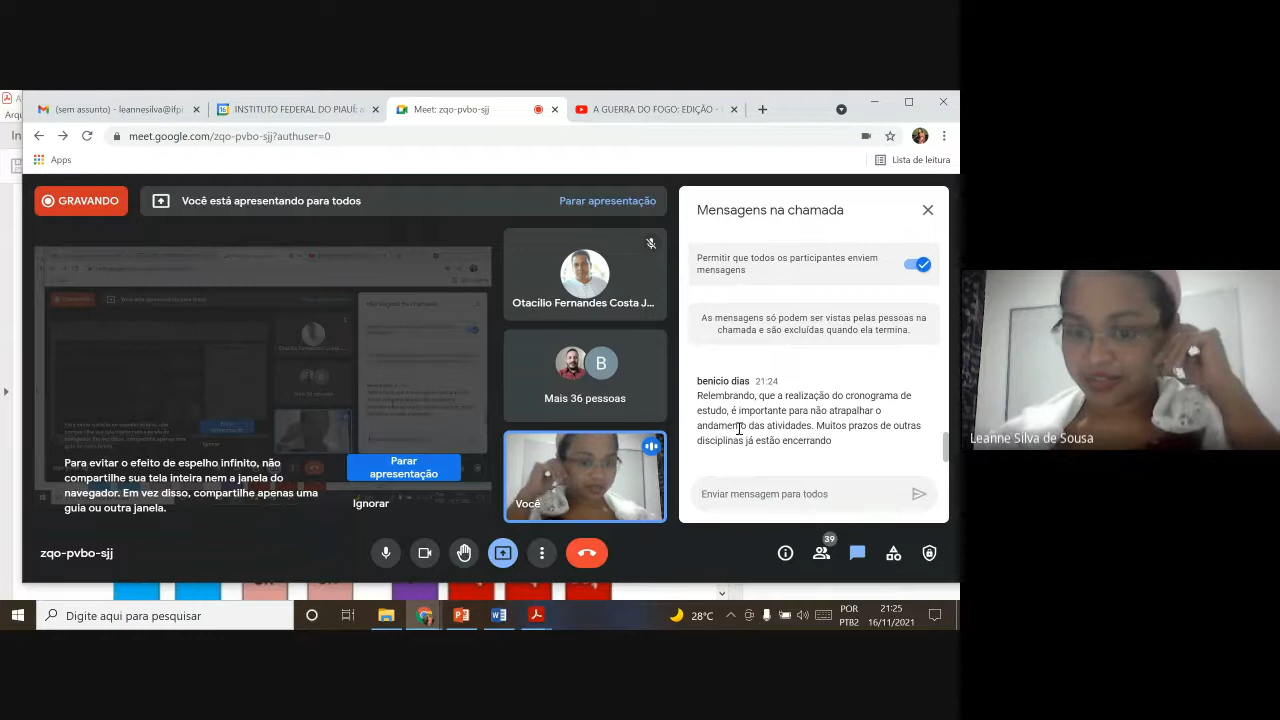 (sem assunto) - leannesilva@ifpi
INSTITUTO FEDERAL DO PIAUÍ: a
Meet: zqo-pvbo-sjj
A GUERRA DO FOGO: EDIÇÃO -
meet.google.com/zqo-pvbo-sjj?authuser=0
Apps
Lista de leitura
GRAVANDO
Você está apresentando para todos
Parar apresentação
Mensagens na chamada
Permitir que todos os participantes enviem
mensagens
As mensagens só podem ser vistas pelas pessoas na
chamada e são excluídas quando ela termina.
benicio dias 21:24
Relembrando, que a realização do cronograma de
estudo, é importante para não atrapalhar o
andamento das atividades. Muitos prazos de outras
disciplinas já estão encerrando
Enviar mensagem para todos
Otacílio Fernandes Costa J...
B
Mais 36 pessoas
Você
Para evitar o efeito de espelho infinito, não
compartilhe sua tela inteira nem a janela do
navegador. Em vez disso, compartilhe apenas uma
guia ou outra janela.
Parar
apresentação
Ignorar
zqo-pvbo-sjj
39
Leanne Silva de Sousa
Digite aqui para pesquisar
28°C
POR
PTB2
21:25
16/11/2021